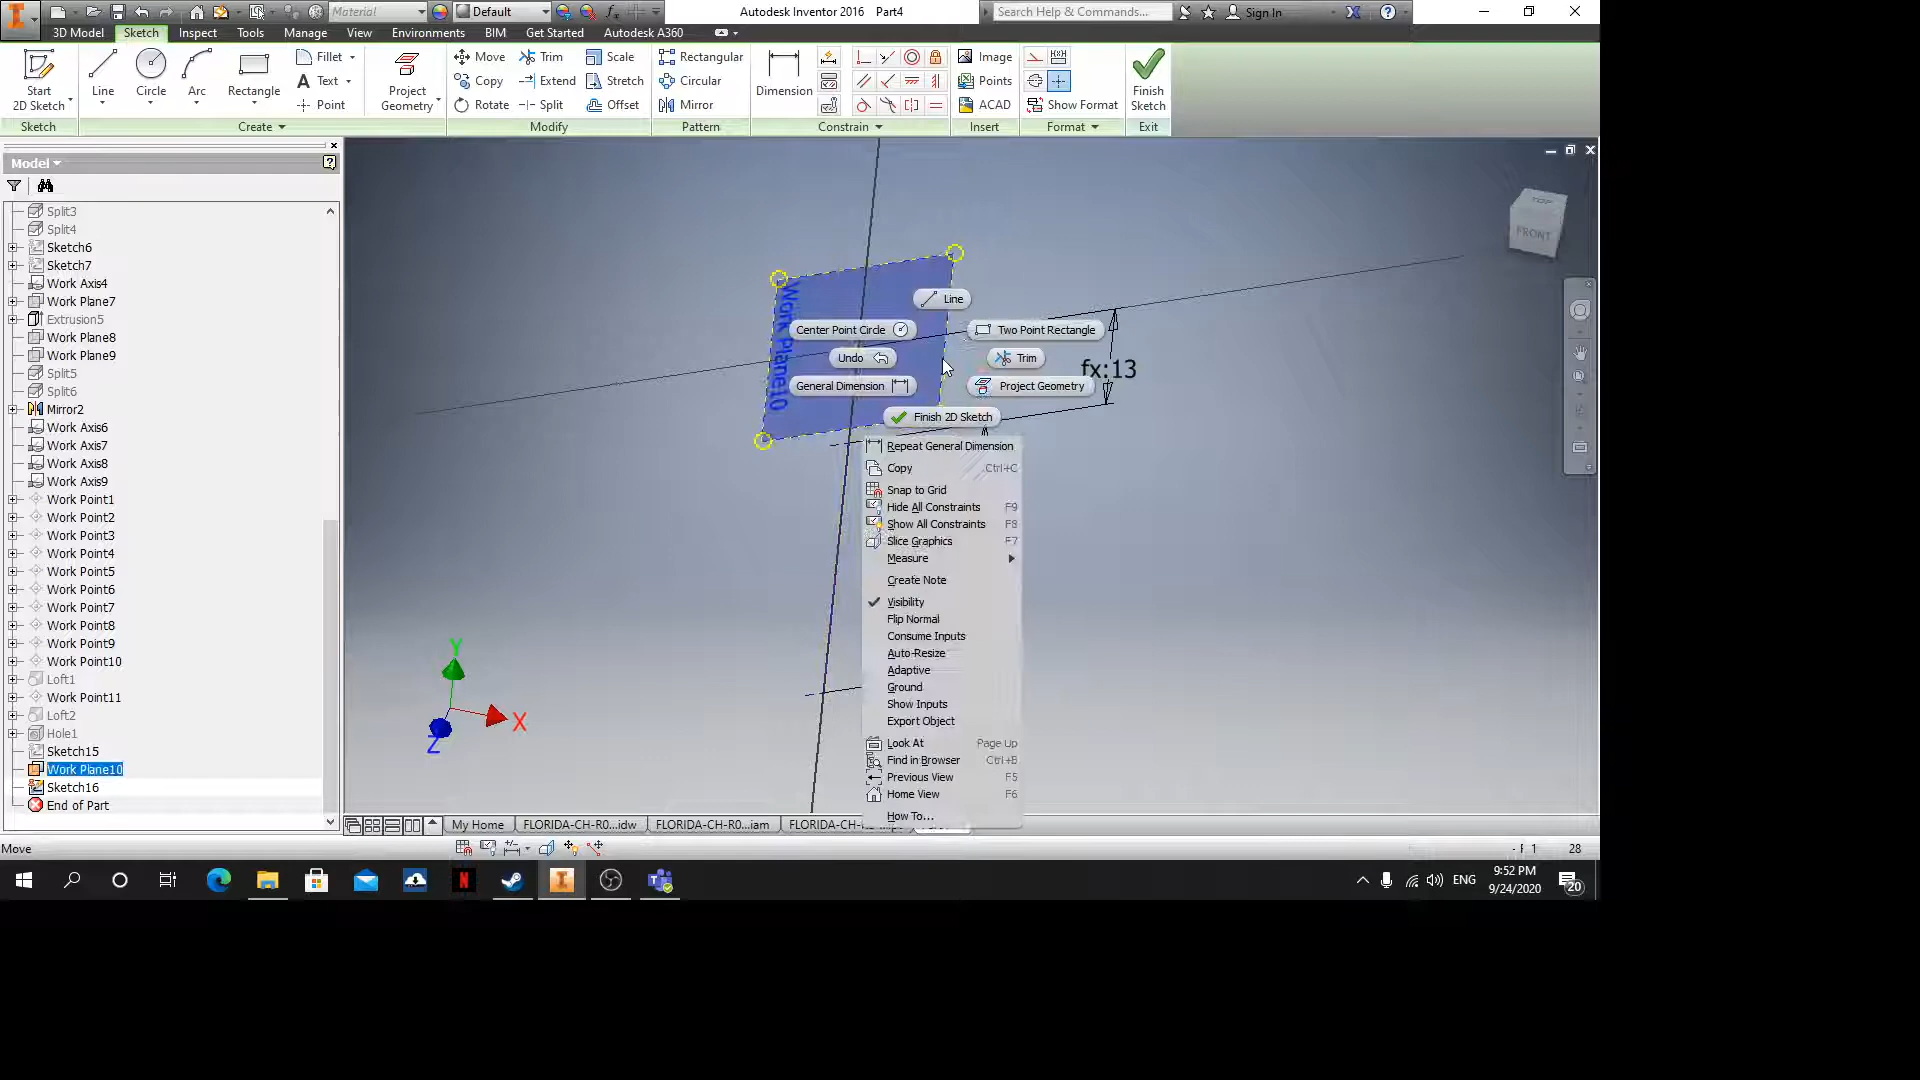 Material
Default
Autodesk Inventor 2016 Part4
Search Help & Commands...
Sign In
3D Model Sketch Inspect Tools Manage View Environments BIM Get Started Autodesk A360
Start
2D Sketch
Line
Circle
Arc
Rectangle
Fillet
Text
Point
Project
Geometry
Move
Copy
Rotate
Trim
Extend
Split
Scale
Stretch
Offset
Rectangular
Circular
Mirror
Dimension
Image
Points
ACAD
Show Format
Finish
Sketch
Sketch Create Modify Pattern Constrain Insert Format Exit
Model
Split3
Split4
Sketch6
Sketch7
Work Axis4
Work Plane7
Extrusion5
Work Plane8
Work Plane9
Split5
Split6
Mirror2
Work Axis6
Work Axis7
Work Axis8
Work Axis9
Work Point1
Work Point2
Work Point3
Work Point4
Work Point5
Work Point6
Work Point7
Work Point8
Work Point9
Work Point10
Loft1
Work Point11
Loft2
Hole1
Sketch15
Work Plane10
Sketch16
End of Part
TOP
FRONT
Work Plane10
fx:13
Line
Center Point Circle
Two Point Rectangle
Undo
Trim
General Dimension
Project Geometry
Finish 2D Sketch
Repeat General Dimension
Copy Ctrl+C
Snap to Grid
Hide All Constraints F9
Show All Constraints F8
Slice Graphics F7
Measure
Create Note
Visibility
Flip Normal
Consume Inputs
Auto-Resize
Adaptive
Ground
Show Inputs
Export Object
Look At Page Up
Find in Browser Ctrl+B
Previous View F5
Home View F6
How To...
Y
X
Z
My Home FLORIDA-CH-R0...idw FLORIDA-CH-R0...iam
Move
1 28
ENG
9:52 PM
9/24/2020
20